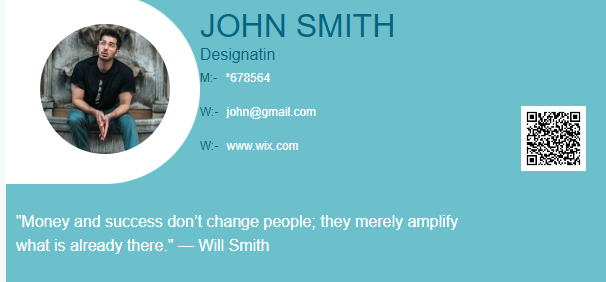 JOHN SMITH
Designatin
M:- *678564
W:- john@gmail.com
W:- www.wix.com
"Money and success don't change people; they merely amplify
what is already there." — Will Smith